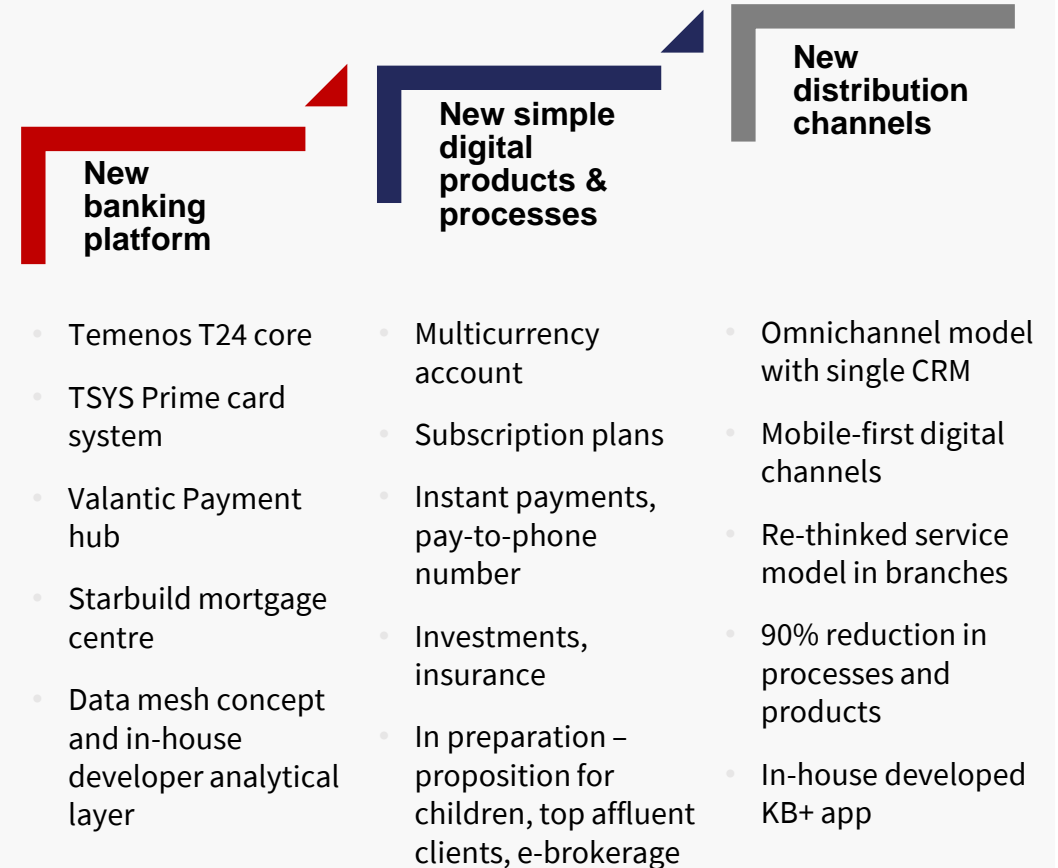 New
banking
platform
• Temenos T24 core
• TSYS Prime card
system
• Valantic Payment
hub
• Starbuild mortgage
centre
• Data mesh concept
and in-house
developer analytical
layer
New simple
digital
products &
processes
• Multicurrency
account
• Subscription plans
• Instant payments,
pay-to-phone
number
• Investments,
insurance
• In preparation –
proposition for
children, top affluent
clients, e-brokerage
New
distribution
channels
• Omnichannel model
with single CRM
• Mobile-first digital
channels
• Re-thinked service
model in branches
• 90% reduction in
processes and
products
• In-house developed
KB+ app